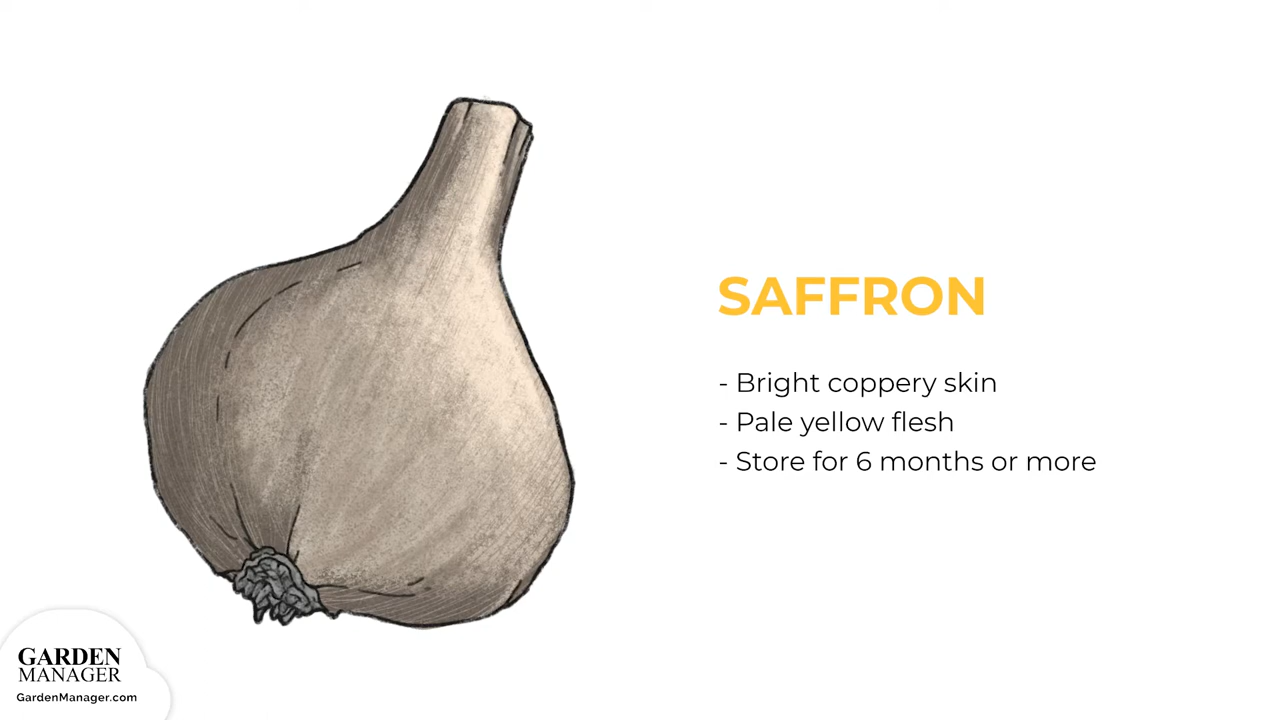 SAFFRON
- Bright coppery skin
- Pale yellow flesh
- Store for 6 months or more
GARDEN
MANAGER
GardenManager.com